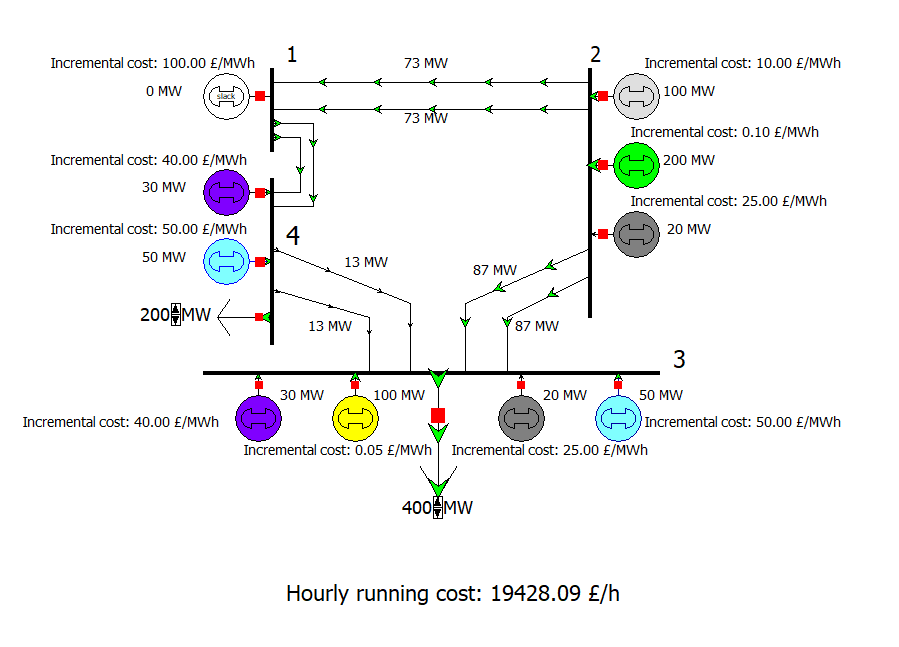 1
2
Incremental cost: 100.00 £/MWh
73 MW
Incremental cost: 10.00 £/MWh
0 MW
slack
100 MW
73 MW
Incremental cost: 0.10 £/MWh
Incremental cost: 40.00 £/MWh
200 MW
30 MW
Incremental cost: 25.00 £/MWh
Incremental cost: 50.00 £/MWh
20 MW
4
50 MW
13 MW
87 MW
200 MW
13 MW
87 MW
3
30 MW
100 MW
20 MW
50 MW
Incremental cost: 40.00 £/MWh
Incremental cost: 50.00 £/MWh
Incremental cost: 0.05 £/MWh
Incremental cost: 25.00 £/MWh
400 MW
Hourly running cost: 19428.09 £/h